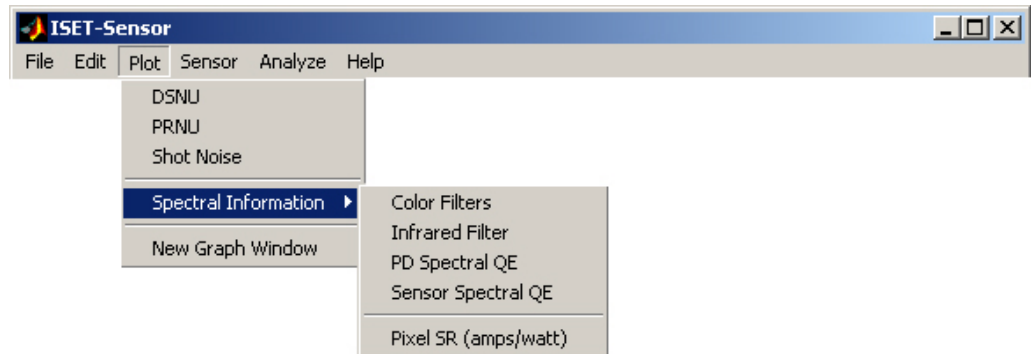 ISET-Sensor
File Edit Plot Sensor Analyze Help
DSNU
PRNU
Shot Noise
Spectral Information
New Graph Window
Color Filters
Infrared Filter
PD Spectral QE
Sensor Spectral QE
Pixel SR (amps/watt)